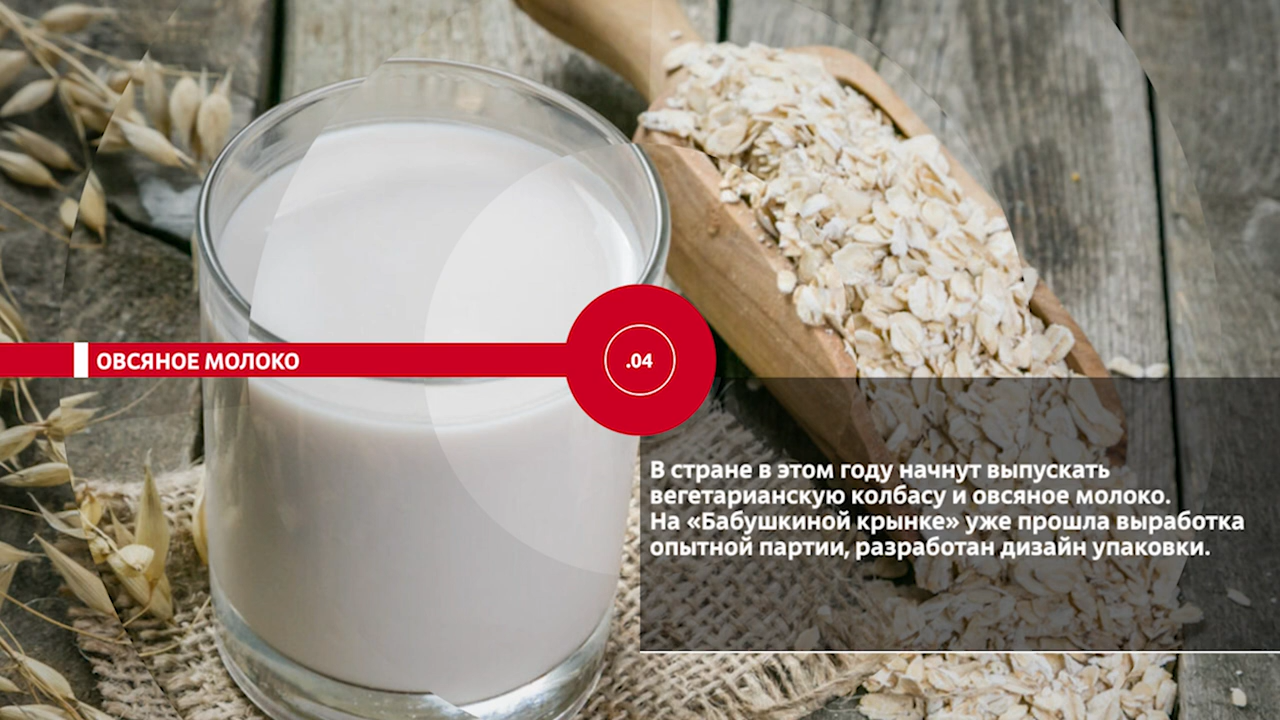 ОВСЯНОЕ МОЛОКО
.04
В стране в этом году начнут выпускать
вегетарианскую колбасу и овсяное молоко.
На «Бабушкиной крынке» уже прошла выработка
опытной партии, разработан дизайн упаковки.